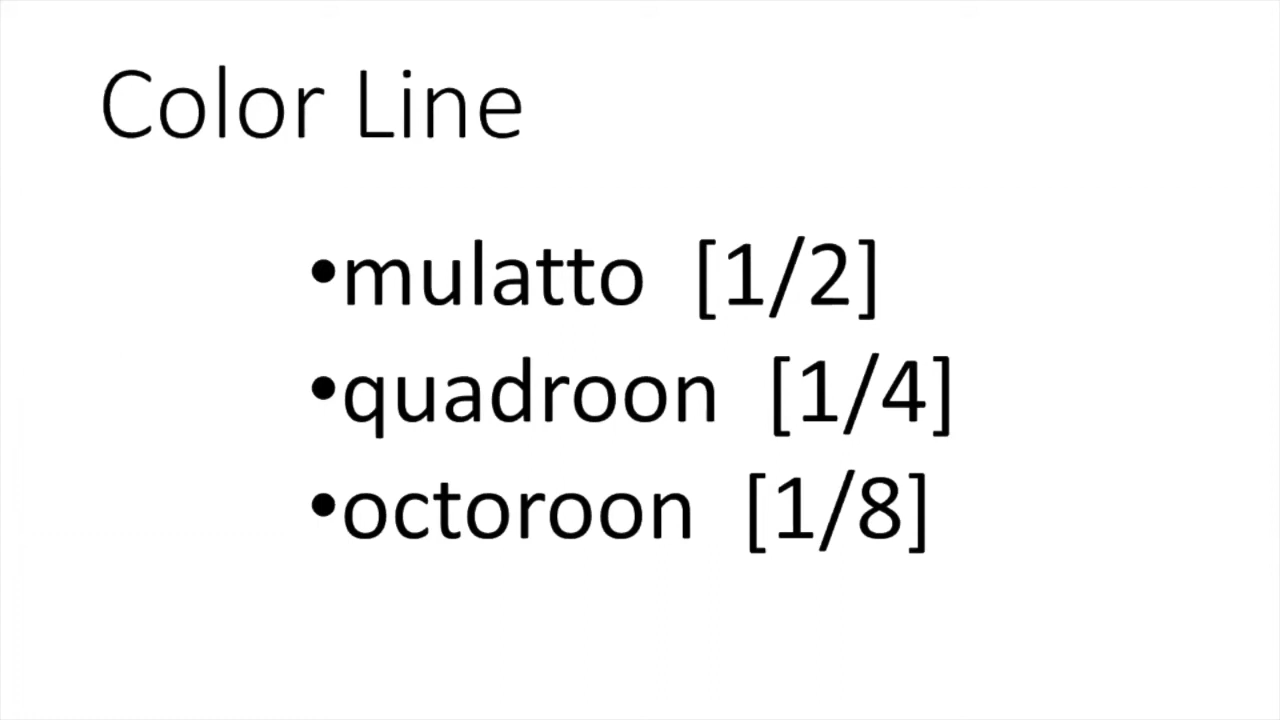 Color Line
•mulatto [1/2]
•quadroon [1/4]
•octoroon [1/8]